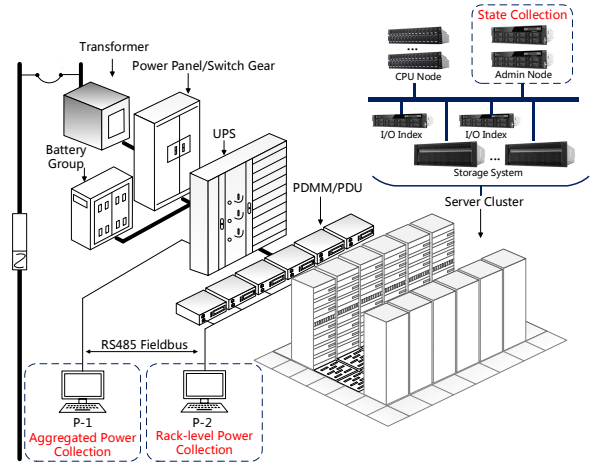 State Collection
Transformer
Power Panel/Switch Gear
...
CPU Node
Admin Node
I/O Index
I/O Index
UPS
Battery
Group
...
Storage System
PDMM/PDU
Server Cluster
RS485 Fieldbus
P-1
P-2
Aggregated Power
Collection
Rack-level Power
Collection